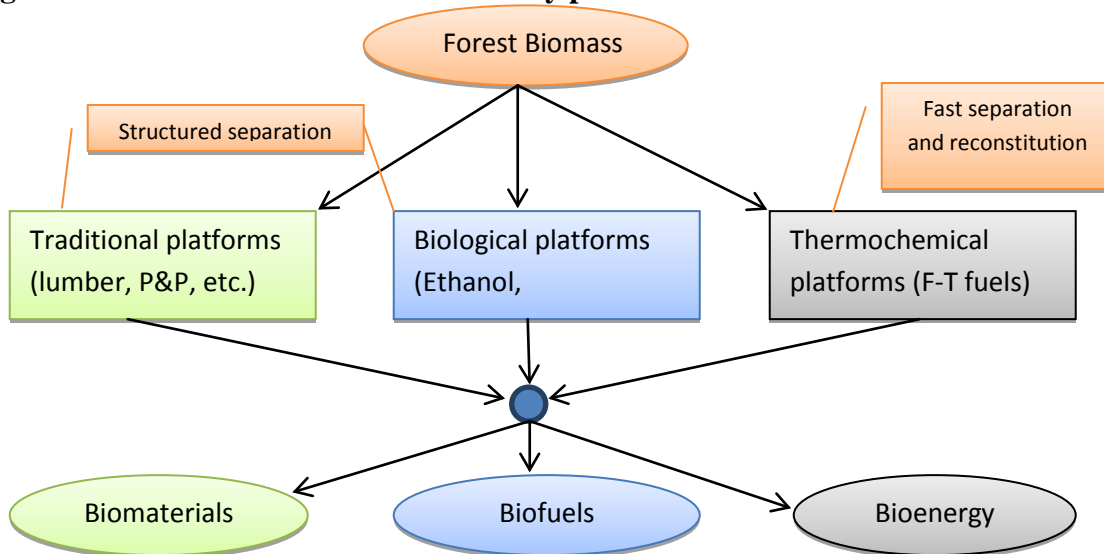 Forest Biomass
Structured separation
Fast separation
and reconstitution
Traditional platforms
(lumber, P&P, etc.)
Biological platforms
(Ethanol,
Thermochemical
platforms (F-T fuels)
Biomaterials
Biofuels
Bioenergy